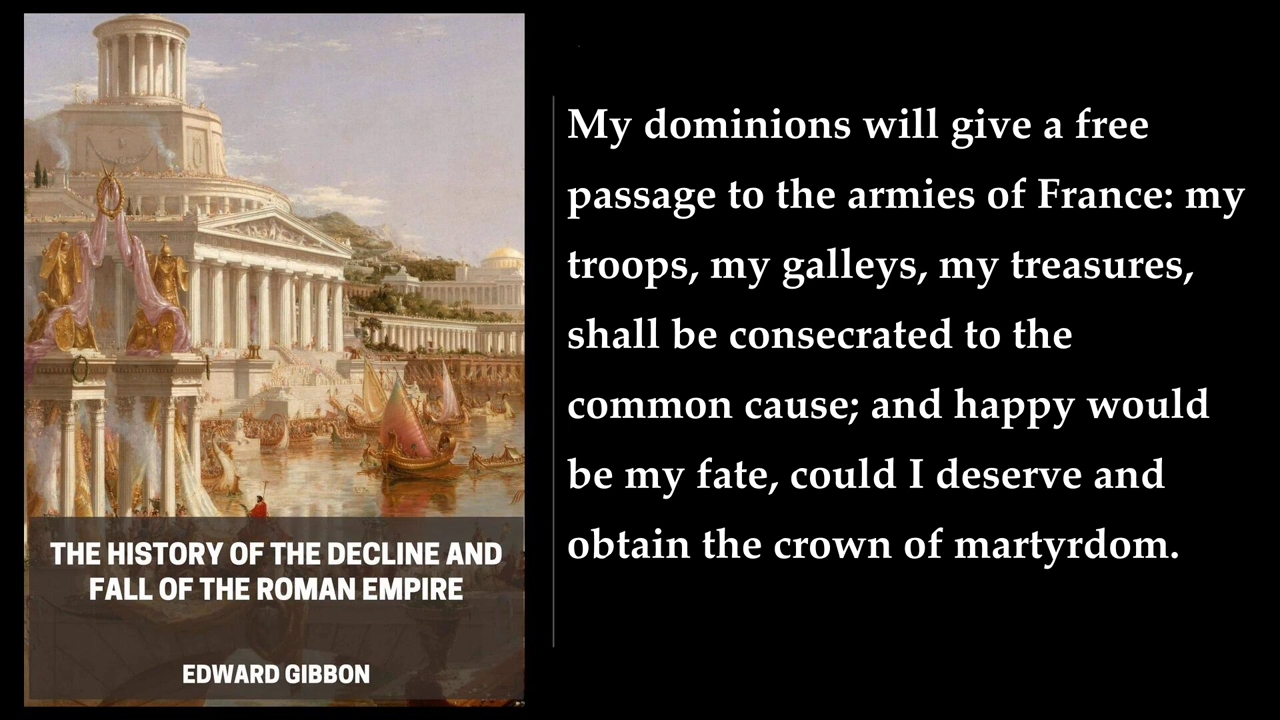 THE HISTORY OF THE DECLINE AND
FALL OF THE ROMAN EMPIRE
EDWARD GIBBON
My dominions will give a free
passage to the armies of France: my
troops, my galleys, my treasures,
shall be consecrated to the
common cause; and happy would
be my fate, could I deserve and
obtain the crown of martyrdom.